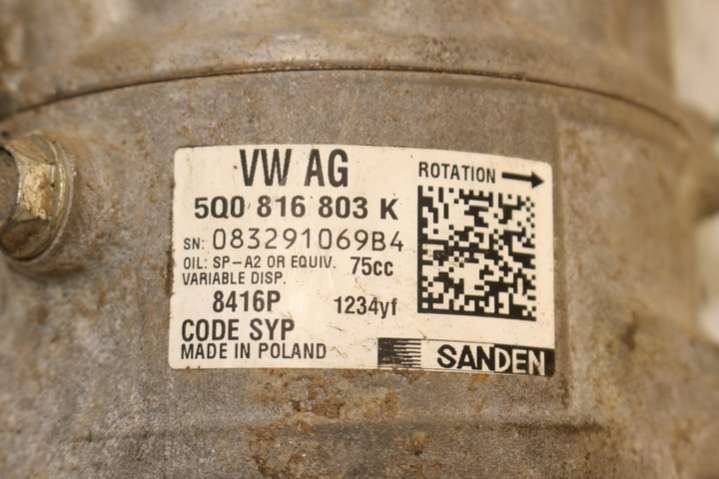 VW AG
ROTATION
5Q0 816 803 K
SN: 083291069B4
OIL: SP-A2 OR EQUIV. 75cc
VARIABLE DISP.
8416P 1234yf
CODE SYP
MADE IN POLAND
SANDEN